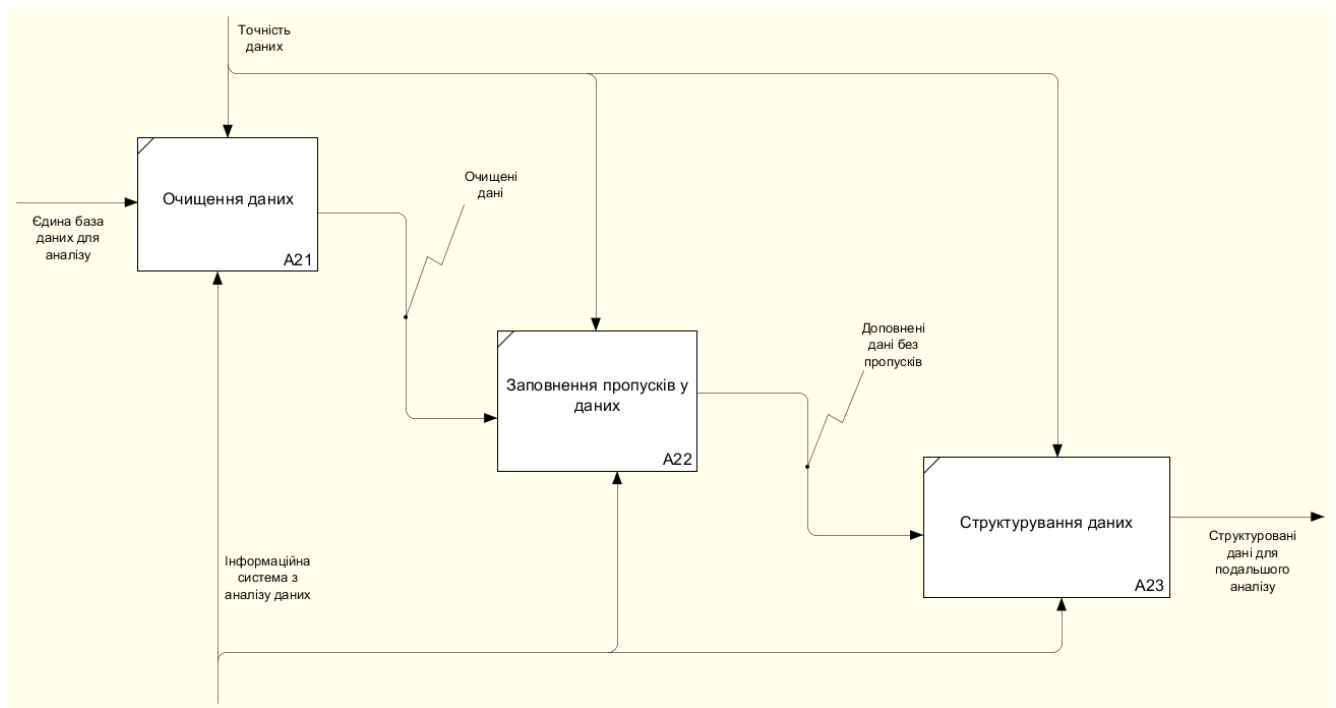 Точність
даних
Очищення даних
A21
Єдина база
даних для
аналізу
Очищені
дані
Заповнення пропусків у
даних
A22
Доповнені
дані без
пропусків
Структурування даних
A23
Структуровані
дані для
подальшого
аналізу
Інформаційна
система з
аналізу даних